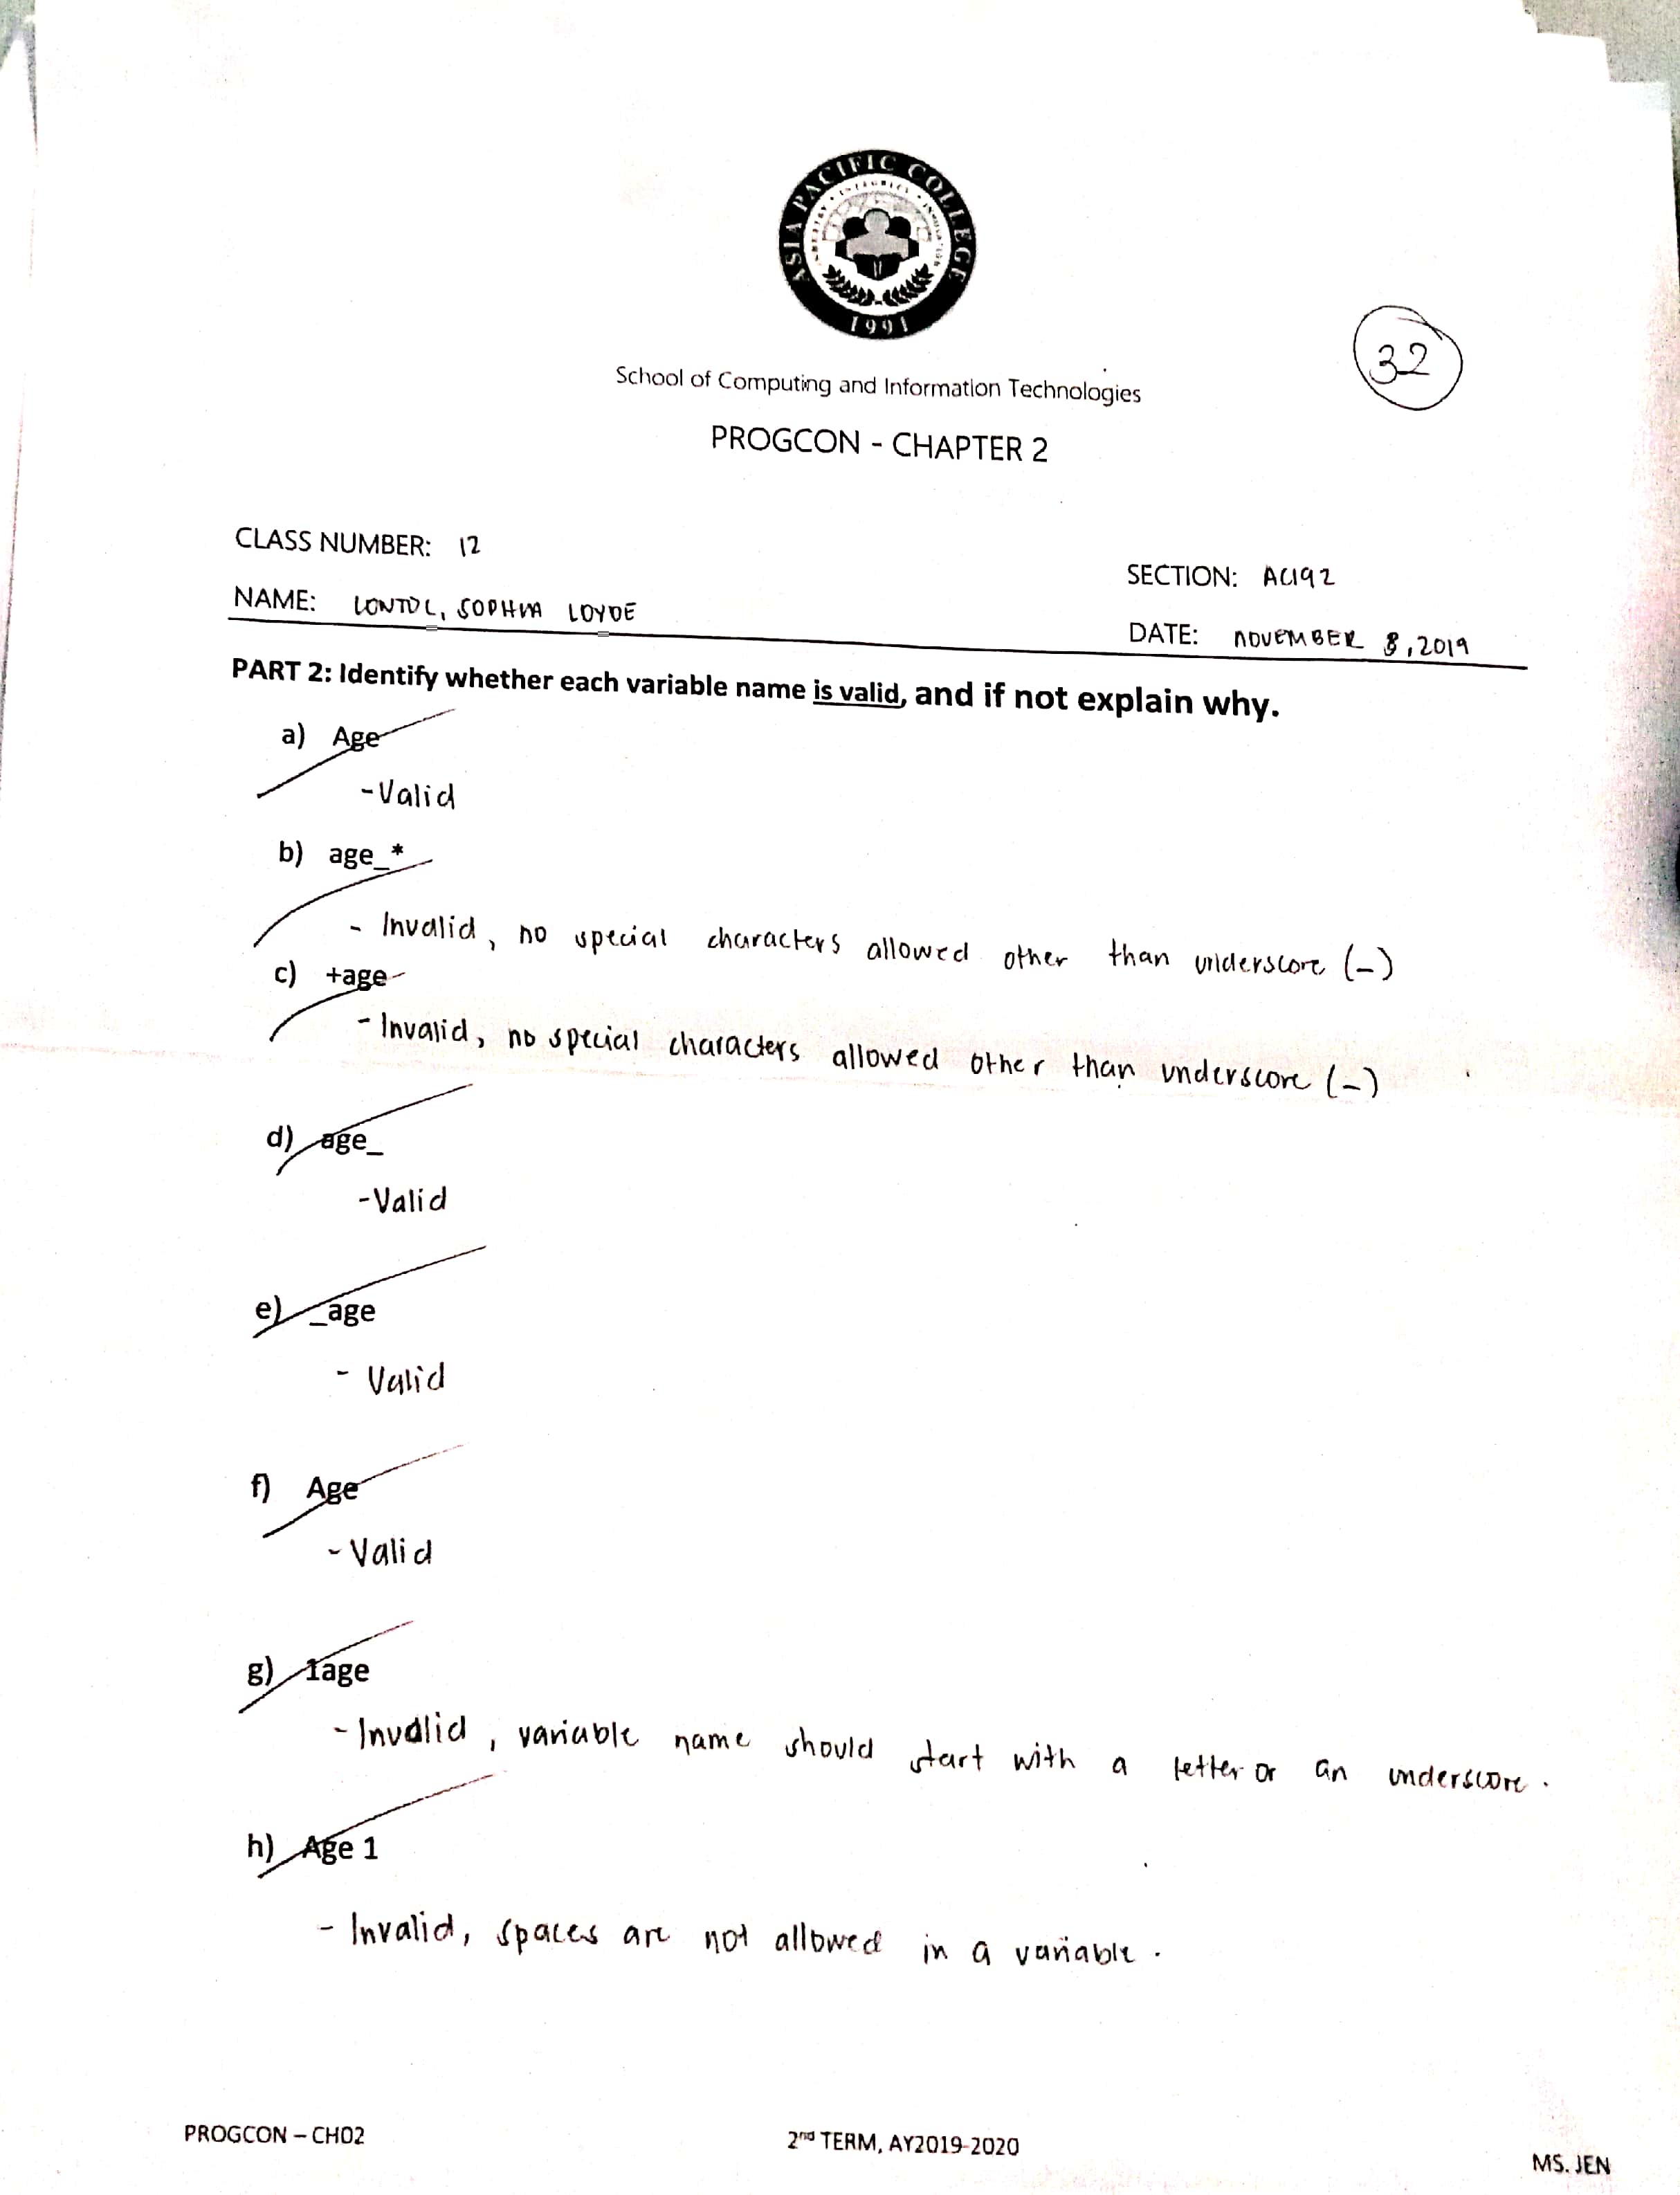 ASIA PACIFIC COLLEGE
1991
School of Computing and Information Technologies
32
PROGCON - CHAPTER 2
CLASS NUMBER: 12
SECTION: ACI92
NAME: LONTOC, SOPHIA LOYDE
DATE: NOVEMBER 8, 2019
PART 2: Identify whether each variable name is valid, and if not explain why.
a) Age
-Valid
b) age_*
- Invalid, no special characters allowed other than underscore (_)
c) +age
- Invalid, no special characters allowed other than underscore (_)
d) age_
-Valid
e) _age
- Valid
f) Age
- Valid
g) 1age
- Invalid, variable name should start with a letter or an underscore.
h) Age 1
- Invalid, spaces are not allowed in a variable.
PROGCON – CH02
2nd TERM, AY2019-2020
MS. JEN